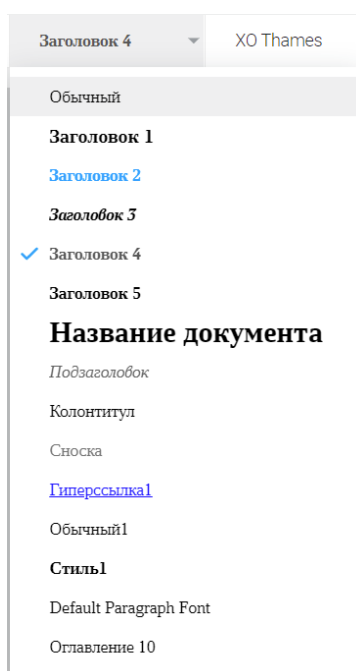 Заголовок 4 XO Thames
Обычный
Заголовок 1
Заголовок 2
Заголовок 3
Заголовок 4
Заголовок 5
Название документа
Подзаголовок
Колонтитул
Сноска
Гиперссылка1
Обычный1
Стиль1
Default Paragraph Font
Оглавление 10